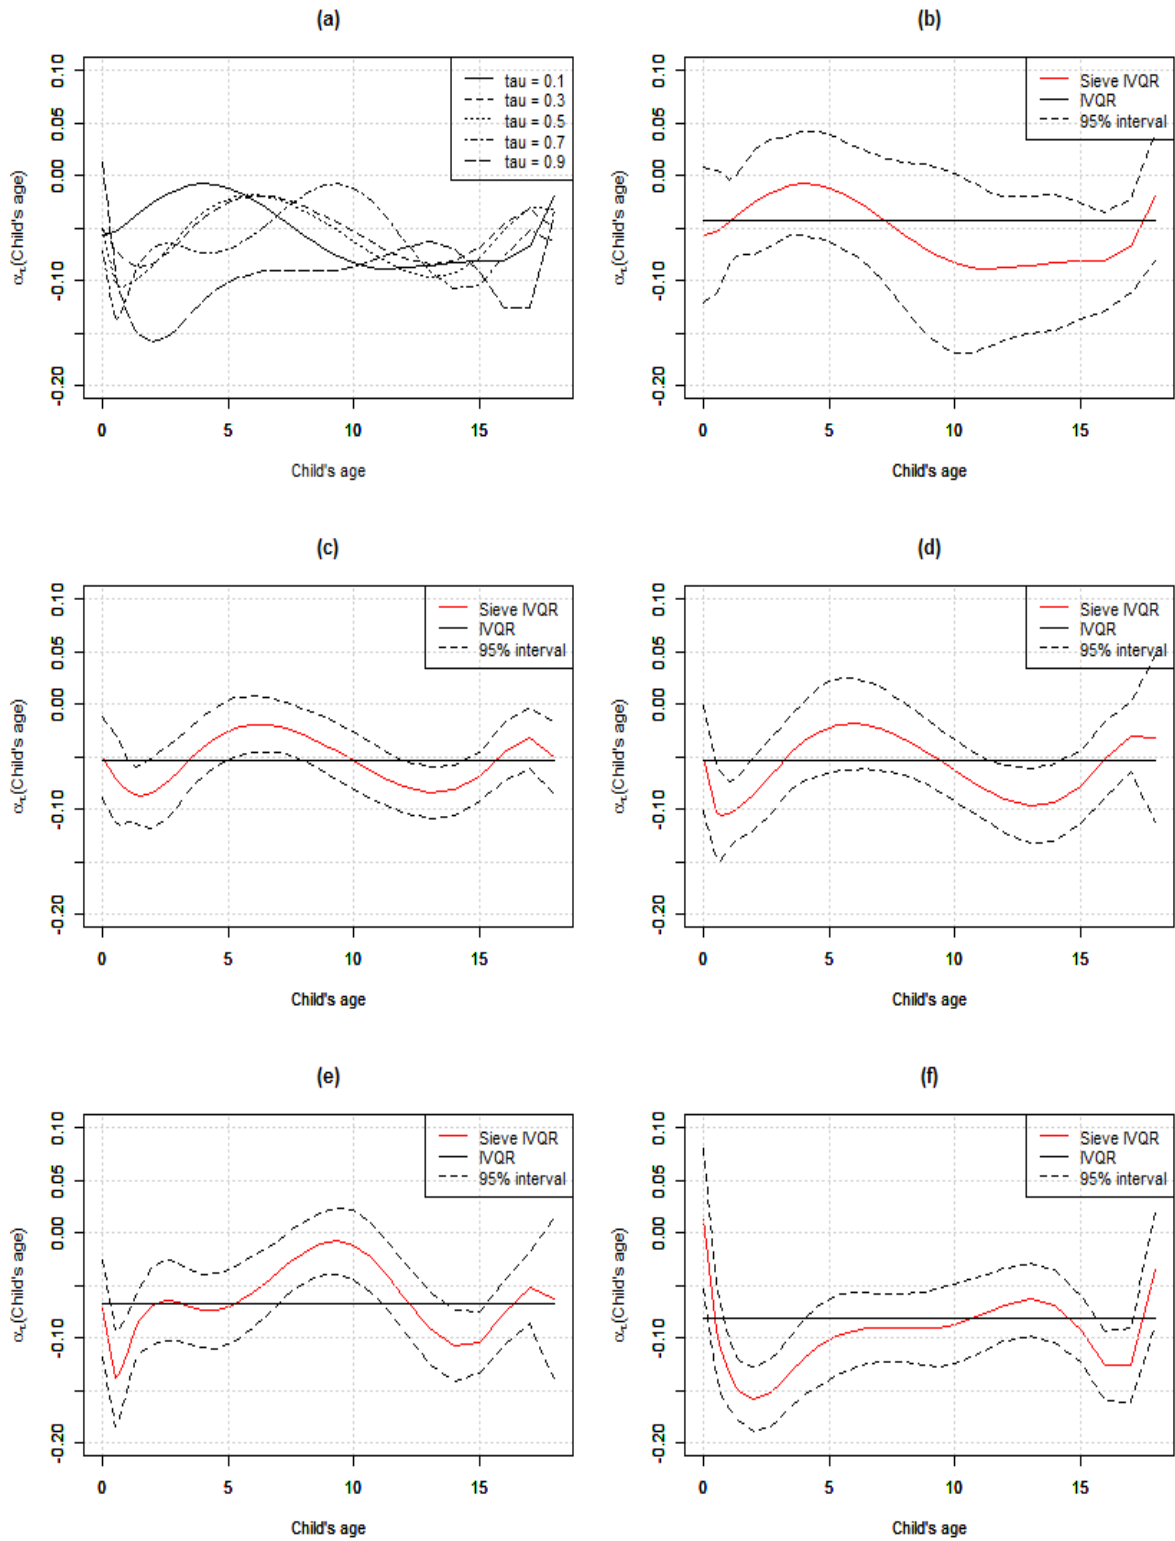 (a)
0.10
0.05
0.00
-0.10
-0.20
ατ(Child's age)
tau = 0.1
tau = 0.3
tau = 0.5
tau = 0.7
tau = 0.9
0 5 10 15
Child's age
(b)
0.10
0.05
0.00
-0.10
-0.20
ατ(Child's age)
Sieve IVQR
IVQR
95% interval
0 5 10 15
Child's age
(c)
0.10
0.05
0.00
-0.10
-0.20
ατ(Child's age)
Sieve IVQR
IVQR
95% interval
0 5 10 15
Child's age
(d)
0.10
0.05
0.00
-0.10
-0.20
ατ(Child's age)
Sieve IVQR
IVQR
95% interval
0 5 10 15
Child's age
(e)
0.10
0.05
0.00
-0.10
-0.20
ατ(Child's age)
Sieve IVQR
IVQR
95% interval
0 5 10 15
Child's age
(f)
0.10
0.05
0.00
-0.10
-0.20
ατ(Child's age)
Sieve IVQR
IVQR
95% interval
0 5 10 15
Child's age